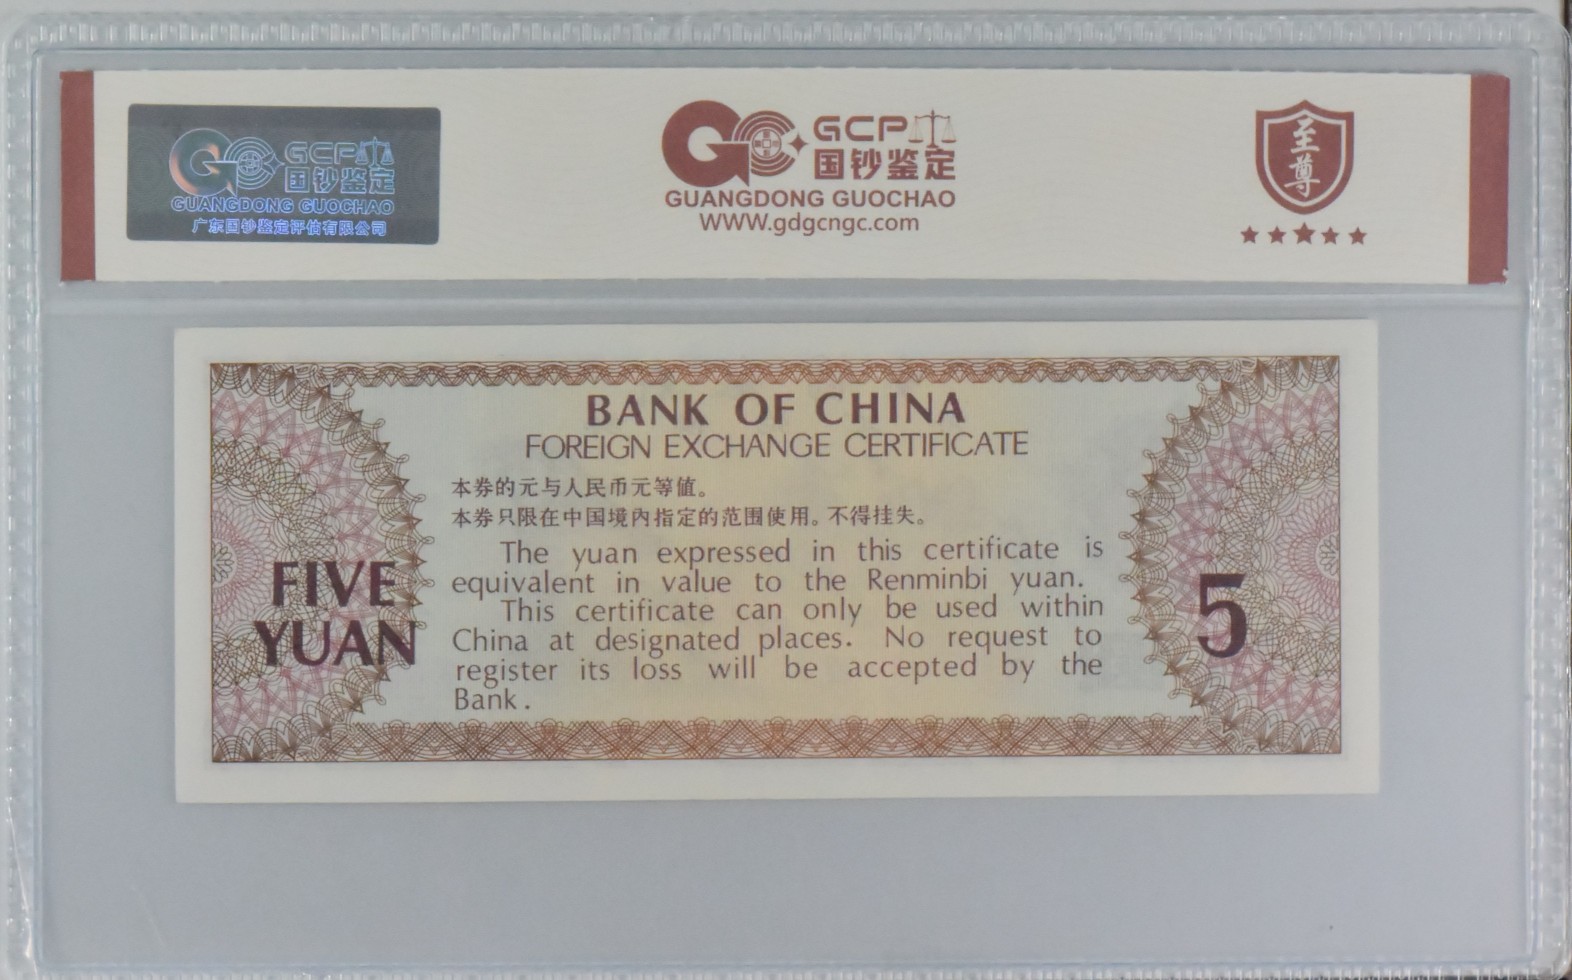 GCP
国钞鉴定
GUANGDONG GUOCHAO
广东国钞鉴定评估有限公司
GCP
国钞鉴定
GUANGDONG GUOCHAO
WWW.gdgcngc.com
至尊
BANK OF CHINA
FOREIGN EXCHANGE CERTIFICATE
本券的元与人民币元等值。
本券只限在中国境内指定的范围使用。不得挂失。
The yuan expressed in this certificate is
equivalent in value to the Renminbi yuan.
This certificate can only be used within
China at designated places. No request to
register its loss will be accepted by the
Bank.
FIVE
YUAN
5